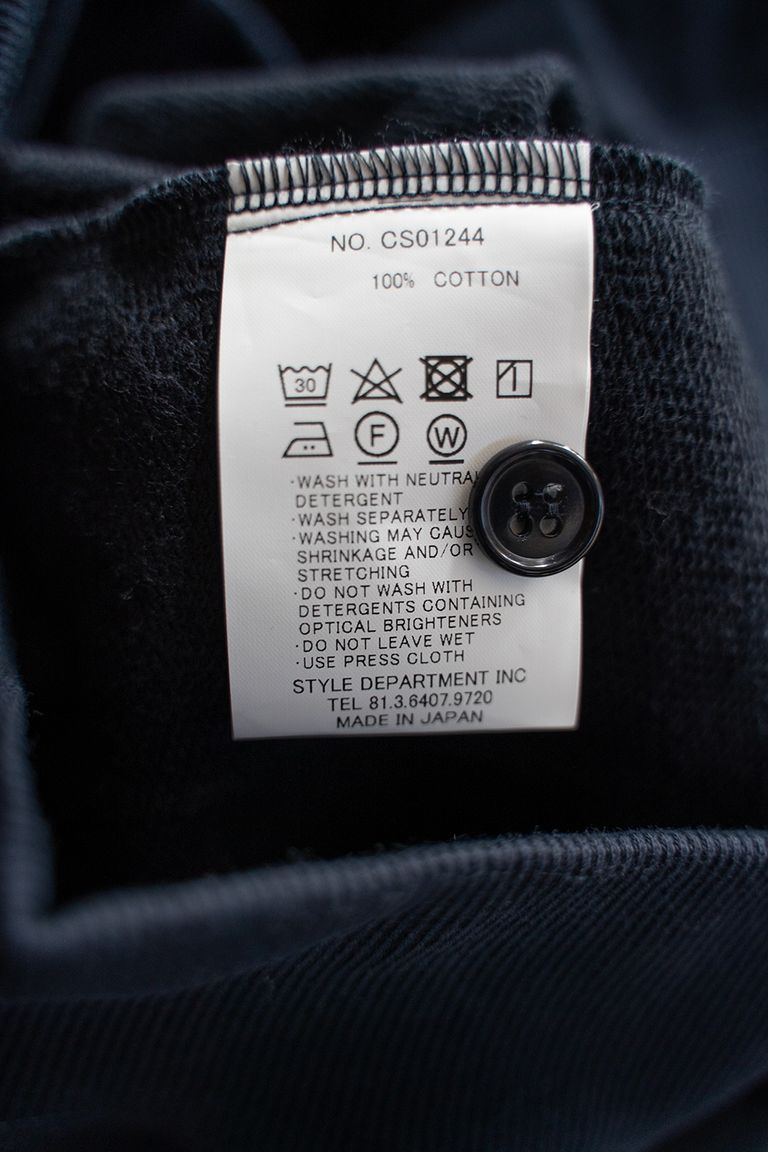 NO. CS01244
100% COTTON
30
F W
·WASH WITH NEUTRAL
DETERGENT
·WASH SEPARATELY
·WASHING MAY
SHRINKAGE AND/OR
STRETCHING
·DO NOT WASH WITH
DETERGENTS CONTAINING
OPTICAL BRIGHTENERS
·DO NOT LEAVE WET
·USE PRESS CLOTH
STYLE DEPARTMENT INC
TEL 81.3.6407.9720
MADE IN JAPAN